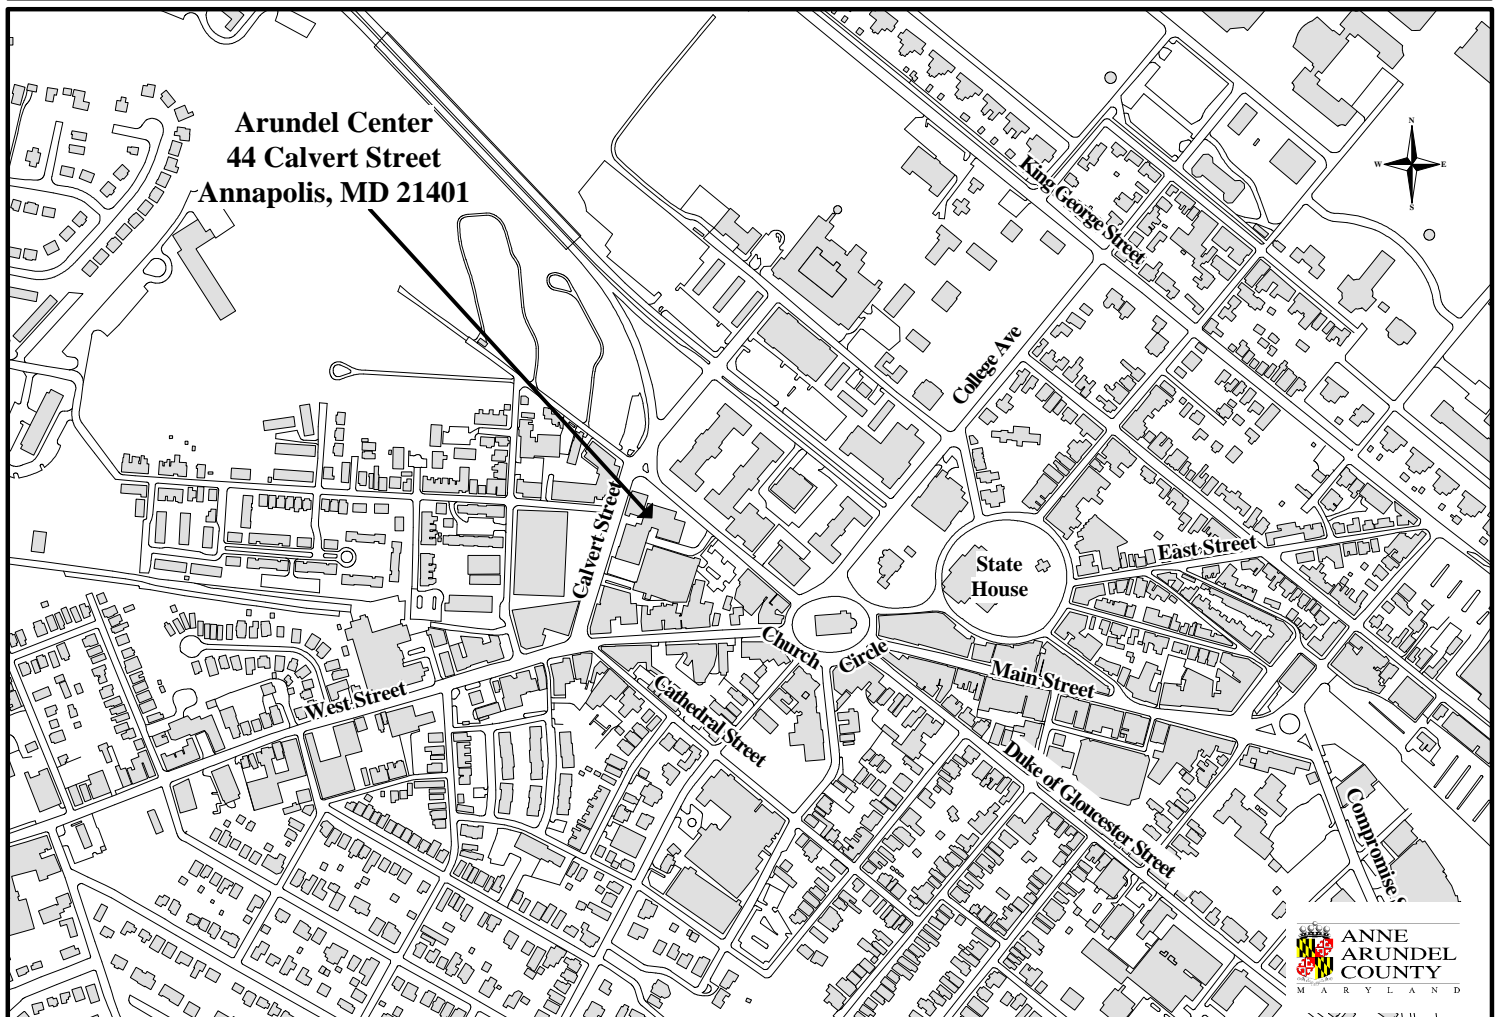 Arundel Center
44 Calvert Street
Annapolis, MD 21401
N
W E
S
King George Street
College Ave
Calvert Street
State
House
East Street
Church Circle
Main Street
West Street
Cathedral Street
Duke of Gloucester Street
Compromise
ANNE
ARUNDEL
COUNTY
MARYLAND